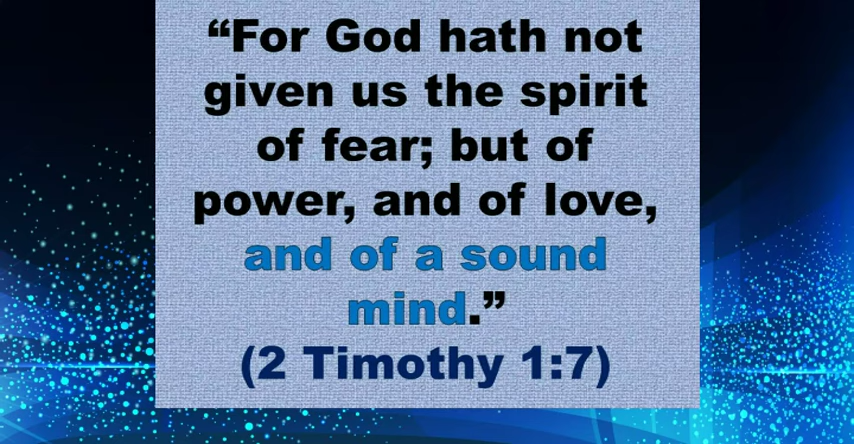 “For God hath not
given us the spirit
of fear; but of
power, and of love,
and of a sound
mind.”
(2 Timothy 1:7)